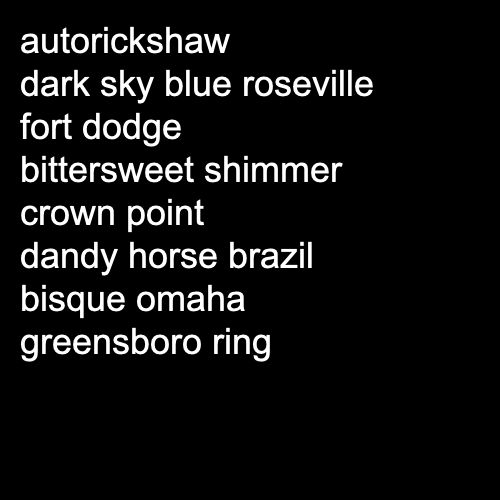 autorickshaw
dark sky blue roseville
fort dodge
bittersweet shimmer
crown point
dandy horse brazil
bisque omaha
greensboro ring